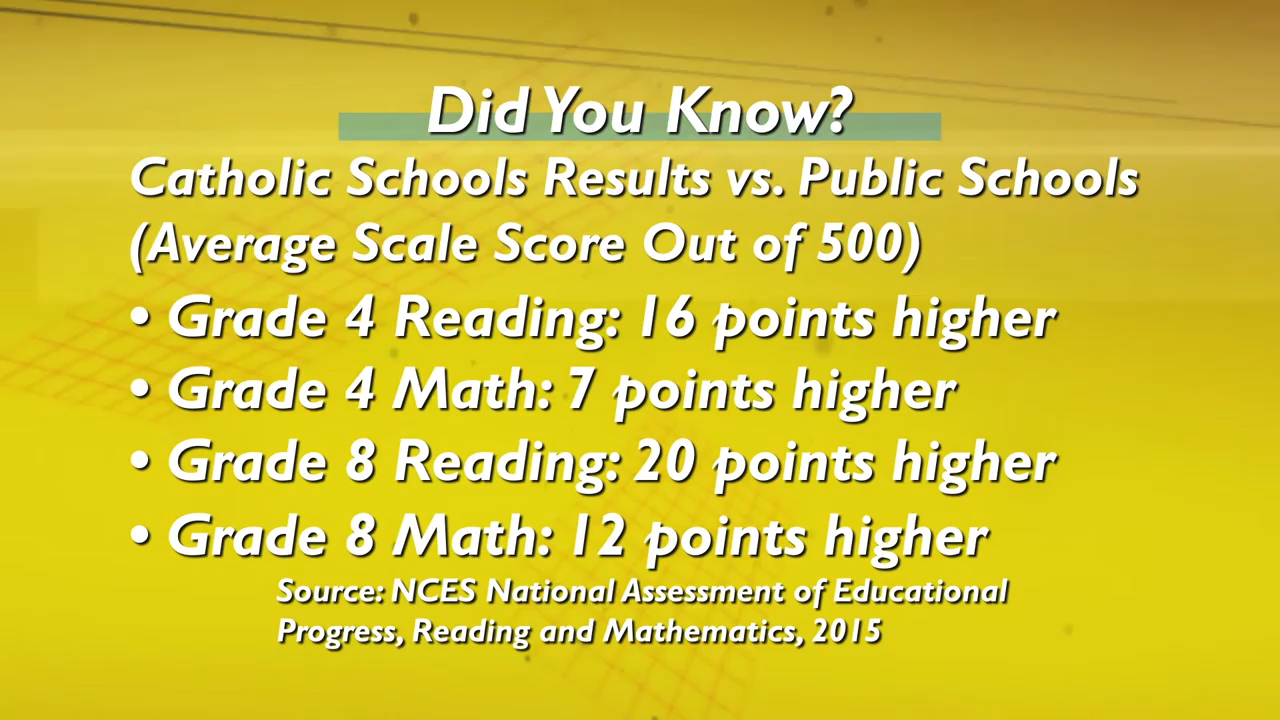 Did You Know?
Catholic Schools Results vs. Public Schools
(Average Scale Score Out of 500)
• Grade 4 Reading: 16 points higher
• Grade 4 Math: 7 points higher
• Grade 8 Reading: 20 points higher
• Grade 8 Math: 12 points higher
Source: NCES National Assessment of Educational
Progress, Reading and Mathematics, 2015